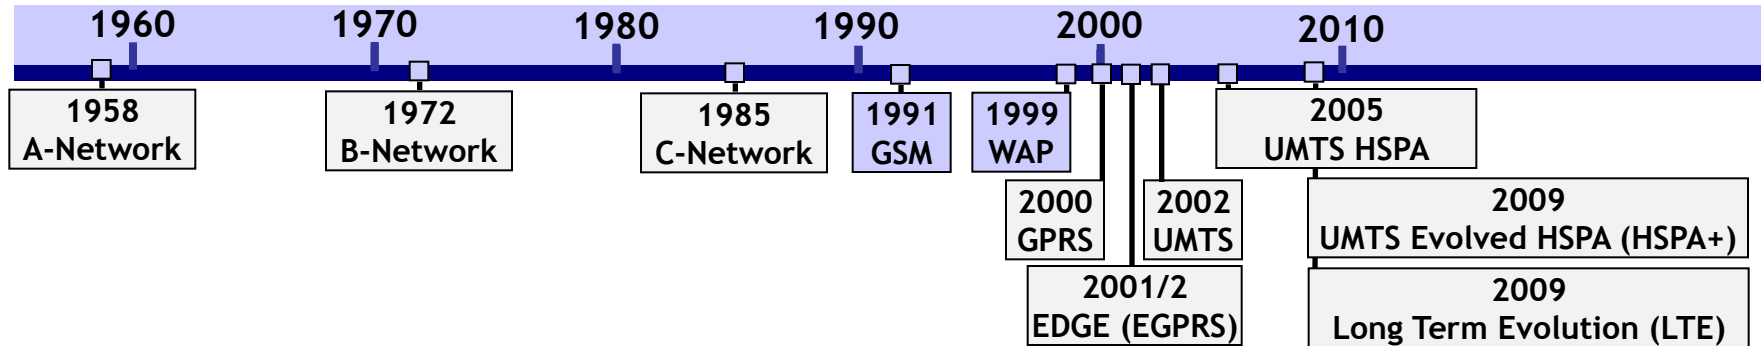 1960
1970
1980
1990
2000
2010
1958
A-Network
1972
B-Network
1985
C-Network
1991
GSM
1999
WAP
2005
UMTS HSPA
2000
GPRS
2002
UMTS
2009
UMTS Evolved HSPA (HSPA+)
2001/2
EDGE (EGPRS)
2009
Long Term Evolution (LTE)